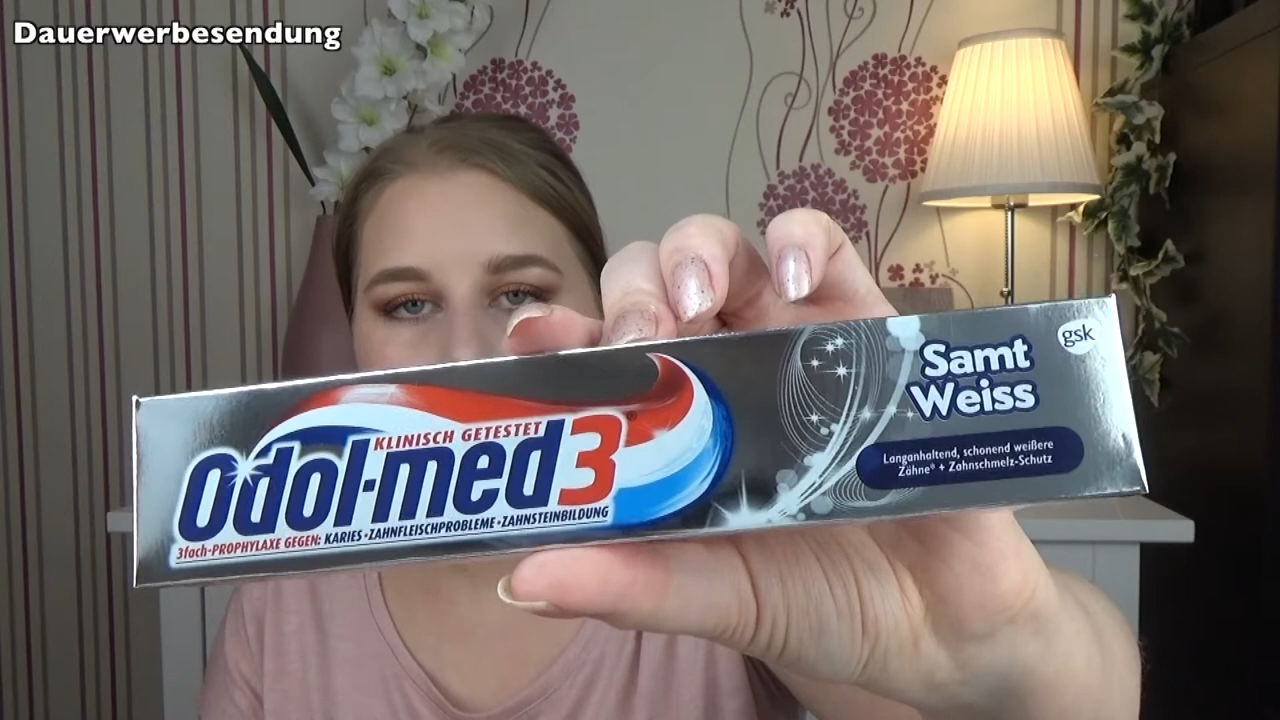 Dauerwerbesendung
gsk
Samt
Weiss
Langanhaltend, schonend weißere
Zähne* + Zahnschmelz-Schutz
KLINISCH GETESTET
Odol-med3
3fach-PROPHYLAXE GEGEN: KARIES•ZAHNFLEISCHPROBLEME•ZAHNSTEINBILDUNG